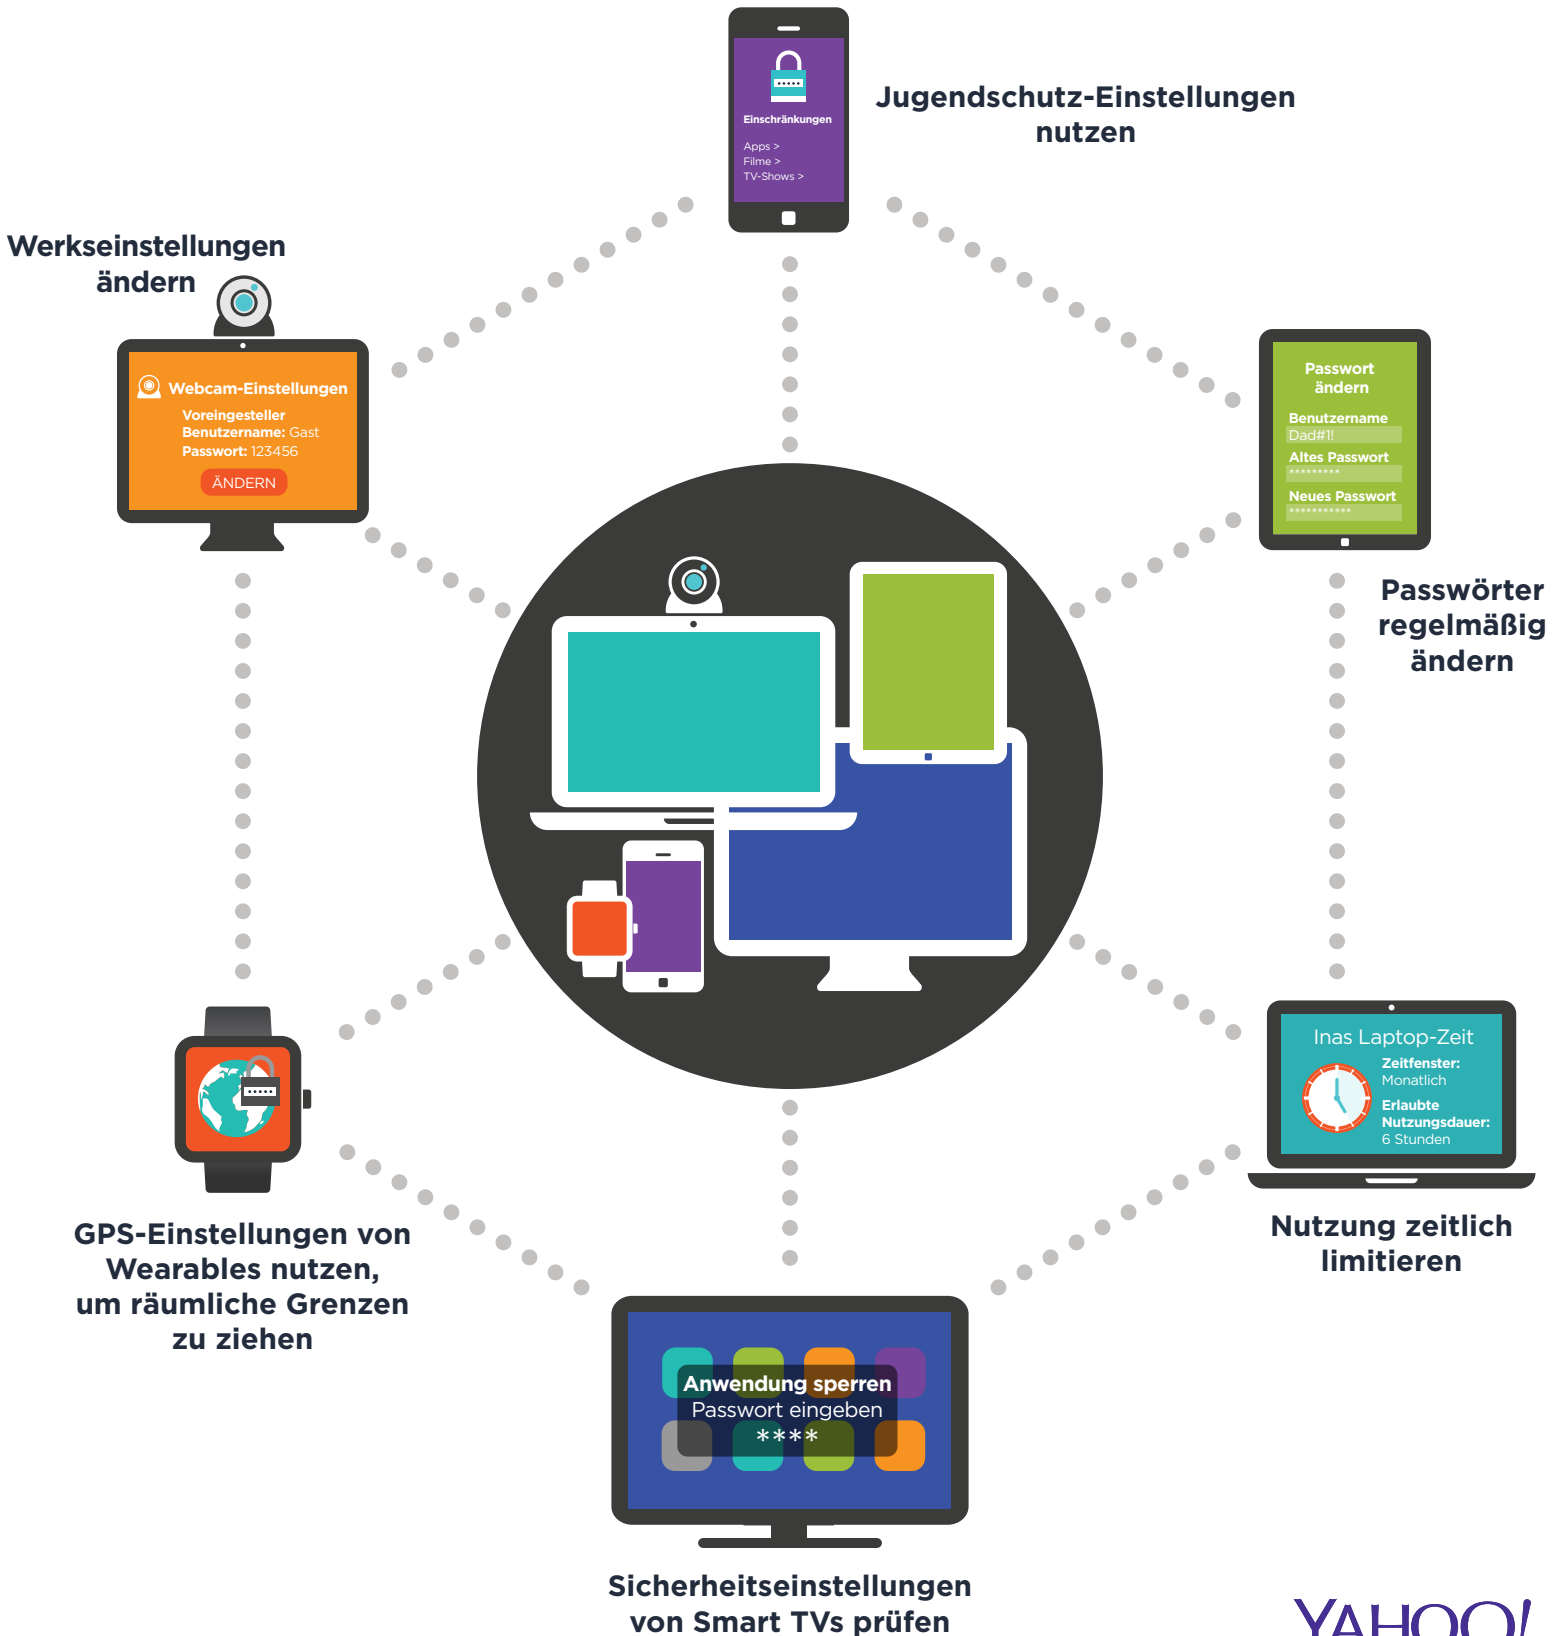 Jugendschutz-Einstellungen
nutzen
Einschränkungen
Apps >
Filme >
TV-Shows >
Werkseinstellungen
ändern
Webcam-Einstellungen
Voreingesteller
Benutzername: Gast
Passwort: 123456
ÄNDERN
Passwort
ändern
Benutzername
Dad#1!
Altes Passwort
*********
Neues Passwort
***********
Passwörter
regelmäßig
ändern
Inas Laptop-Zeit
Zeitfenster:
Monatlich
Erlaubte
Nutzungsdauer:
6 Stunden
Nutzung zeitlich
limitieren
GPS-Einstellungen von
Wearables nutzen,
um räumliche Grenzen
zu ziehen
Anwendung sperren
Passwort eingeben
****
Sicherheitseinstellungen
von Smart TVs prüfen
YAHOO!